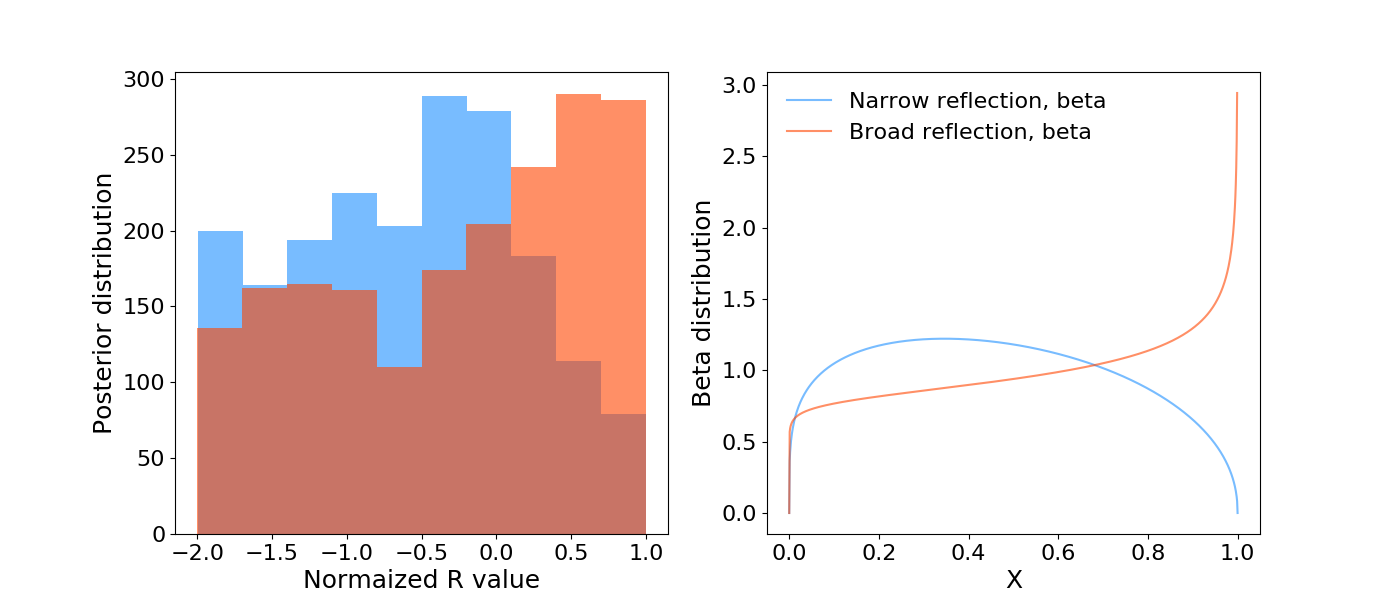 300
250
200
150
100
50
0
−2.0 −1.5 −1.0 −0.5 0.0 0.5 1.0
Normaized R value
Posterior distribution
Narrow reflection, beta
Broad reflection, beta
3.0
2.5
2.0
1.5
1.0
0.5
0.0
0.0 0.2 0.4 0.6 0.8 1.0
X
Beta distribution